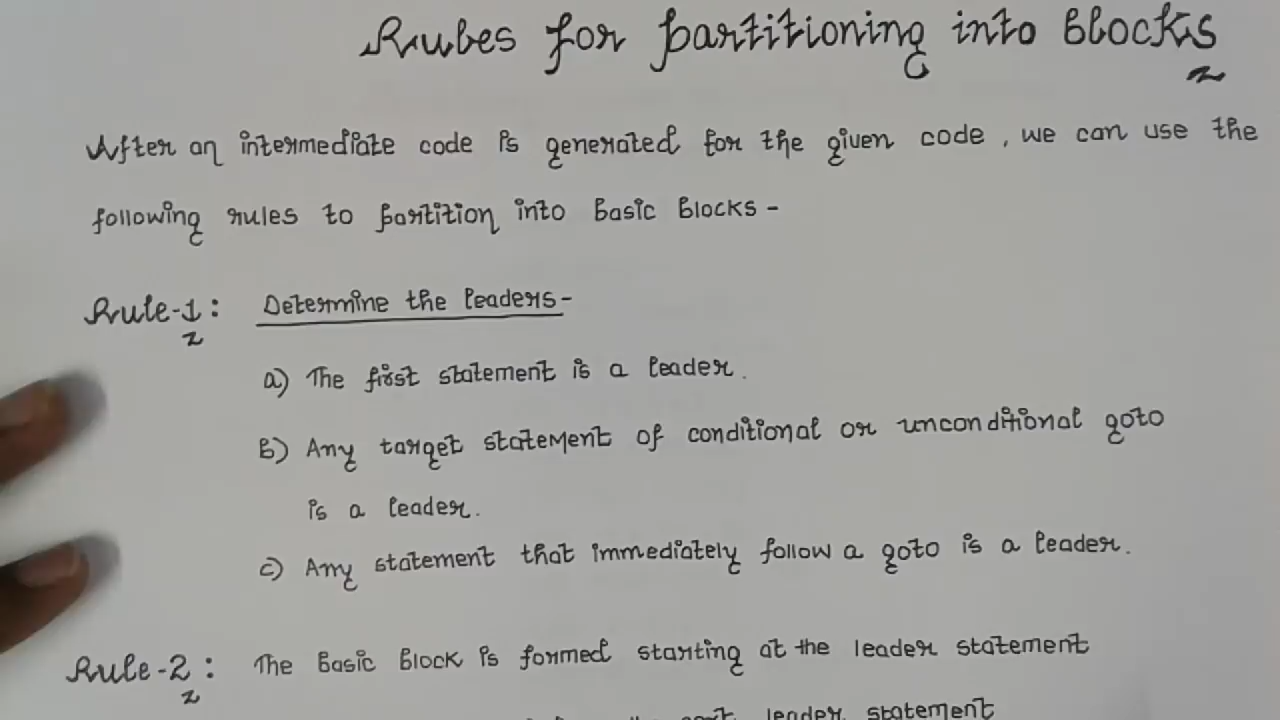 Rules for partitioning into Blocks
After an intermediate code is generated for the given code, we can use the
following rules to partition into Basic Blocks -
Rule-1: Determine the leaders-
a) The first statement is a leader.
b) Any target statement of conditional or unconditional goto
is a leader.
c) Any statement that immediately follow a goto is a leader.
Rule-2: The Basic Block is formed starting at the leader statement
leader statement